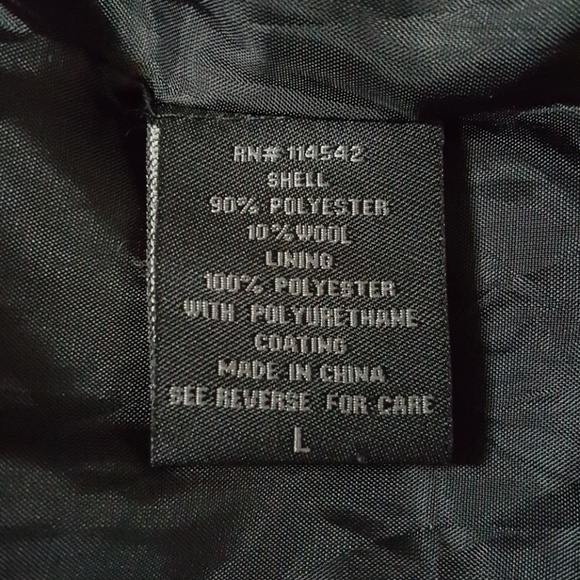 RN# 114542
SHELL
90% POLYESTER
10% WOOL
LINING
100% POLYESTER
WITH POLYURETHANE
COATING
MADE IN CHINA
SEE REVERSE FOR CARE
L